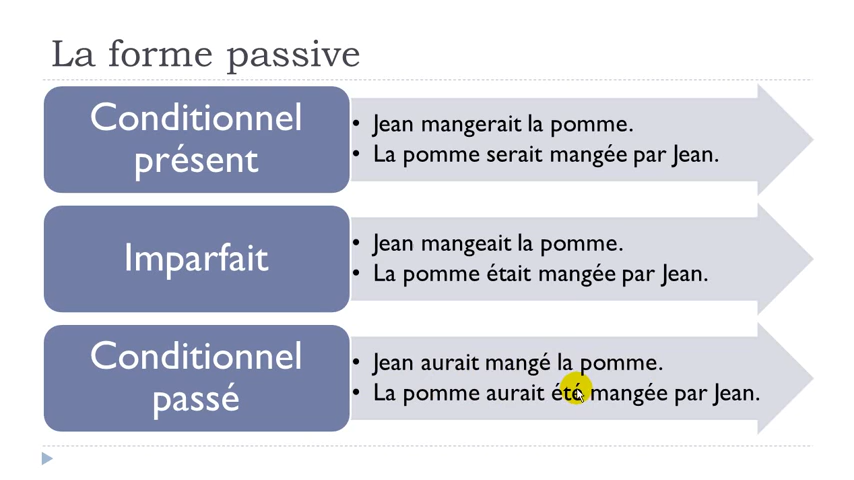 La forme passive
Conditionnel
présent
• Jean mangerait la pomme.
• La pomme serait mangée par Jean.
Imparfait
• Jean mangeait la pomme.
• La pomme était mangée par Jean.
Conditionnel
passé
• Jean aurait mangé la pomme.
• La pomme aurait été mangée par Jean.